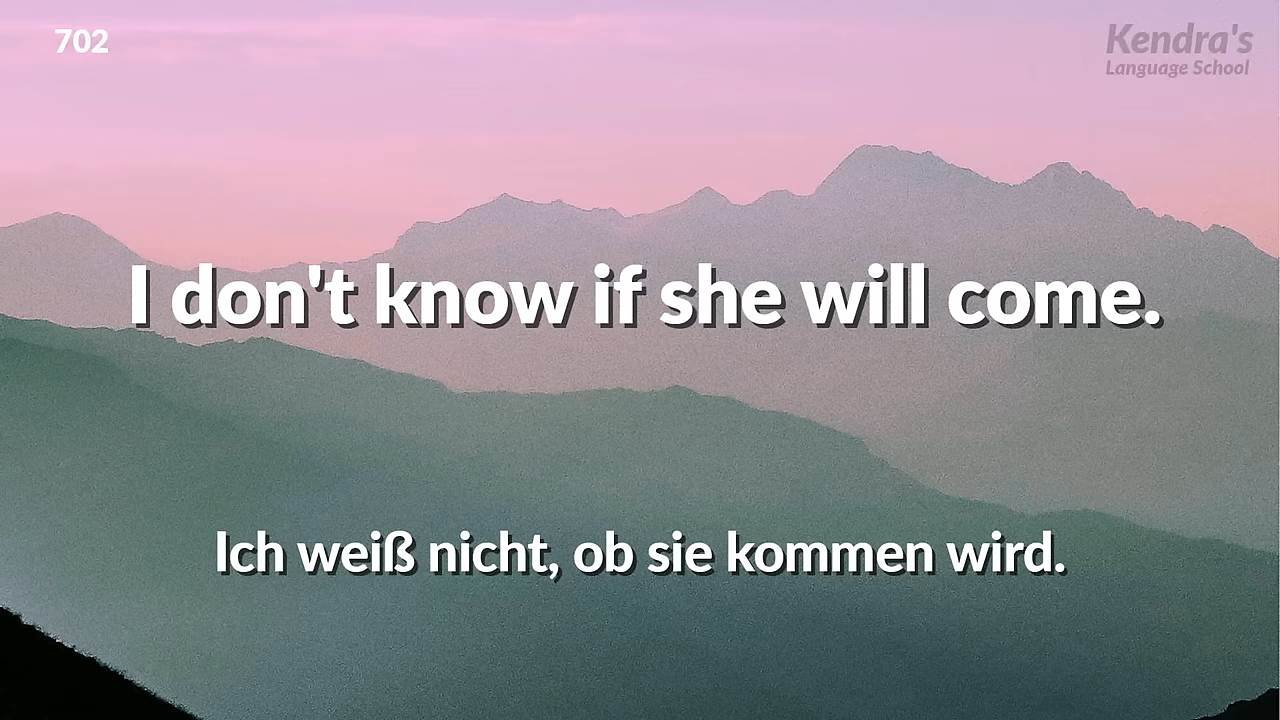 702
Kendra's
Language School
I don't know if she will come.
Ich weiß nicht, ob sie kommen wird.